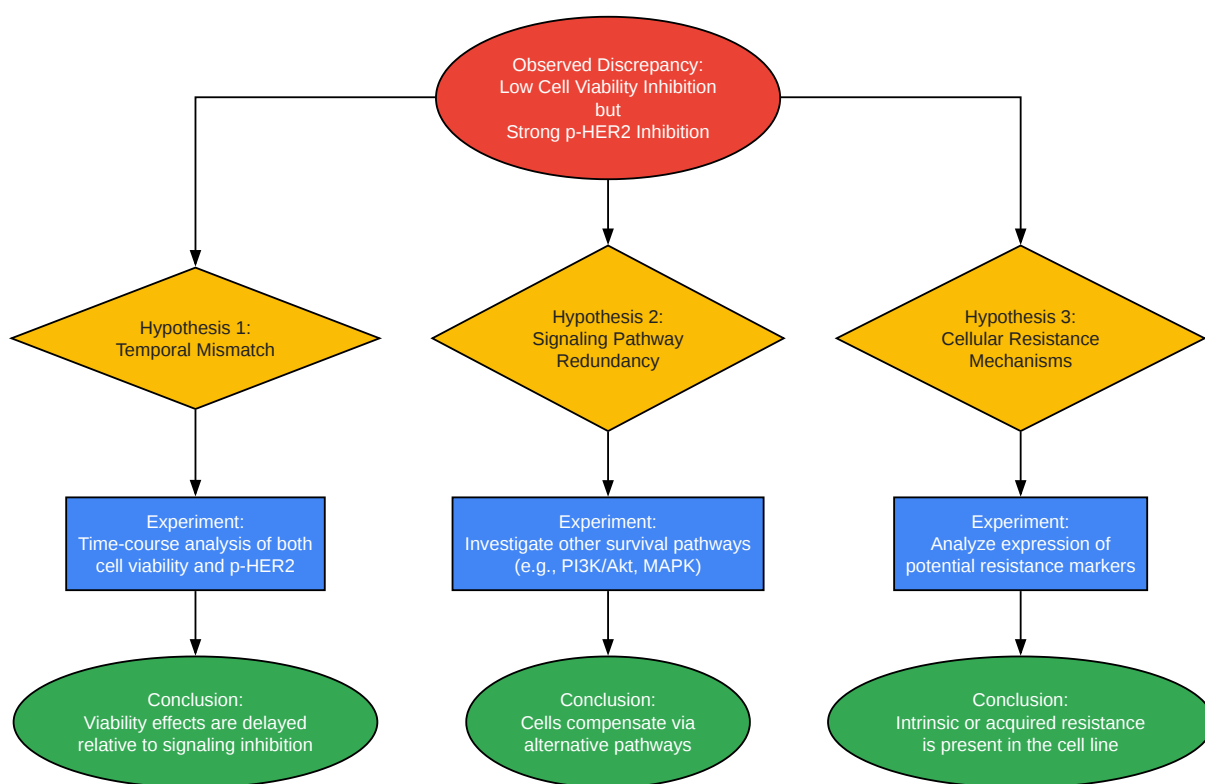 Observed Discrepancy:
Low Cell Viability Inhibition
but
Strong p-HER2 Inhibition
Hypothesis 1:
Temporal Mismatch
Hypothesis 2:
Signaling Pathway
Redundancy
Hypothesis 3:
Cellular Resistance
Mechanisms
Experiment:
Time-course analysis of both
cell viability and p-HER2
Experiment:
Investigate other survival pathways
(e.g., PI3K/Akt, MAPK)
Experiment:
Analyze expression of
potential resistance markers
Conclusion:
Viability effects are delayed
relative to signaling inhibition
Conclusion:
Cells compensate via
alternative pathways
Conclusion:
Intrinsic or acquired resistance
is present in the cell line